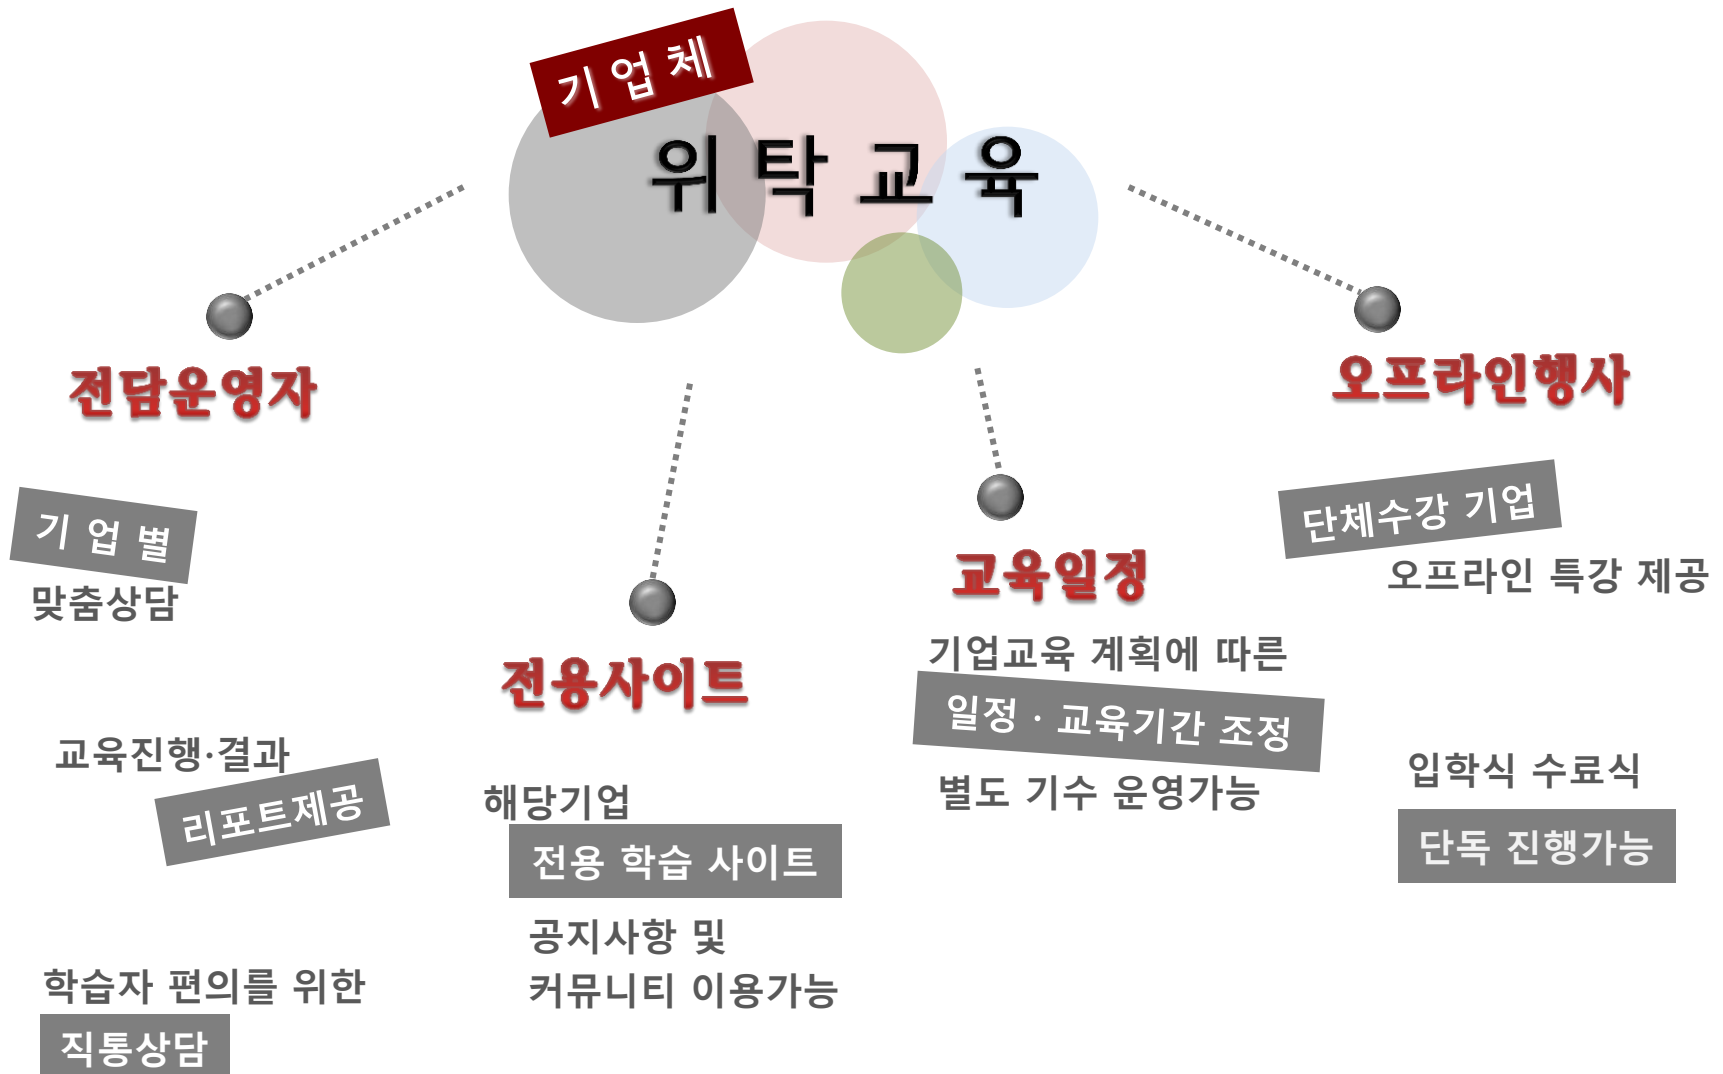 기업체
위탁교육
전담운영자
기업별
맞춤상담
교육진행·결과
리포트제공
학습자 편의를 위한
직통상담
전용사이트
해당기업
전용 학습 사이트
공지사항 및
커뮤니티 이용가능
교육일정
기업교육 계획에 따른
일정 · 교육기간 조정
별도 기수 운영가능
오프라인행사
단체수강 기업
오프라인 특강 제공
입학식 수료식
단독 진행가능